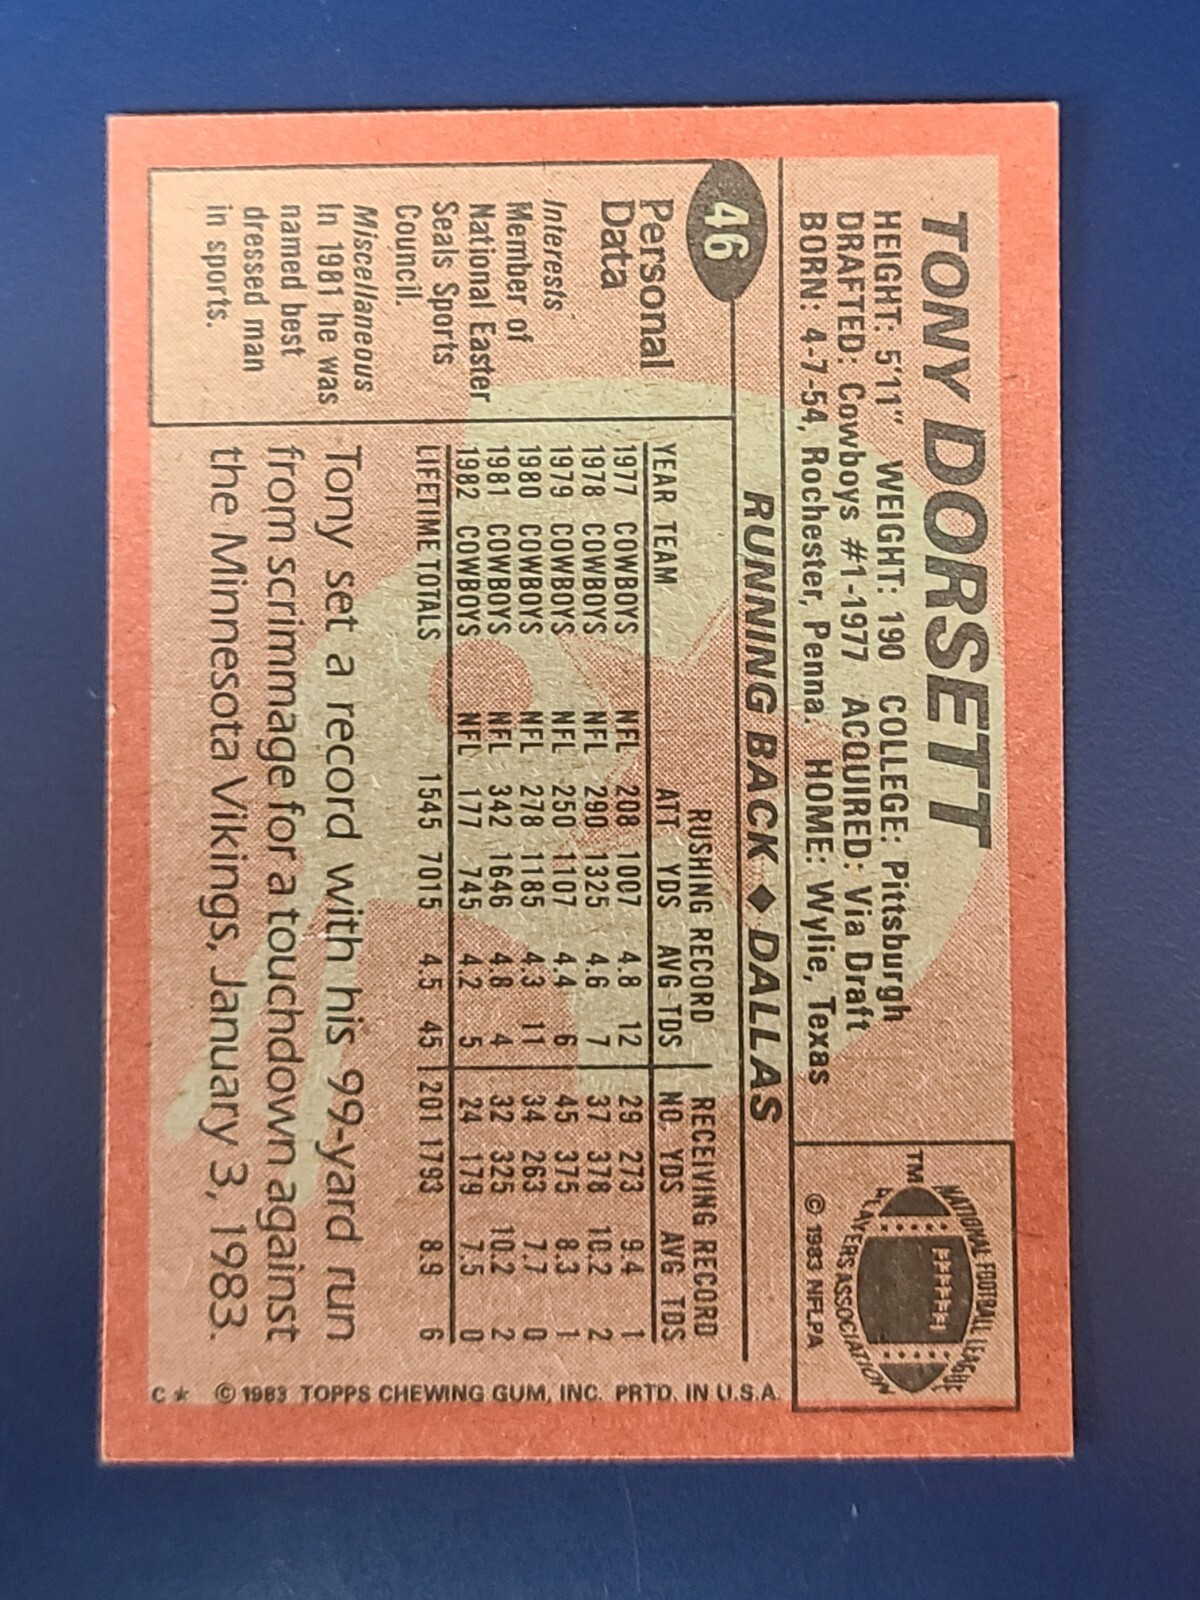 TONY DORSETT
HEIGHT: 5'11" WEIGHT: 190 COLLEGE: Pittsburgh
DRAFTED: Cowboys #1-1977 ACQUIRED: Via Draft
BORN: 4-7-54, Rochester, Penna. HOME: Wylie, Texas
NATIONAL FOOTBALL LEAGUE
PLAYERS ASSOCIATION
TM
© 1983 NFLPA
46
RUNNING BACK ♦ DALLAS
Personal
Data
Interests
Member of
National Easter
Seals Sports
Council.
Miscellaneous
In 1981 he was
named best
dressed man
in sports.
RUSHING RECORD RECEIVING RECORD
YEAR TEAM ATT YDS AVG TDS NO YDS AVG TDS
1977 COWBOYS NFL 208 1007 4.8 12 29 273 9.4 1
1978 COWBOYS NFL 290 1325 4.6 7 37 378 10.2 2
1979 COWBOYS NFL 250 1107 4.4 6 45 375 8.3 1
1980 COWBOYS NFL 278 1185 4.3 11 34 263 7.7 0
1981 COWBOYS NFL 342 1646 4.8 4 32 325 10.2 2
1982 COWBOYS NFL 177 745 4.2 5 24 179 7.5 0
LIFETIME TOTALS 1545 7015 4.5 45 201 1793 8.9 6
Tony set a record with his 99-yard run
from scrimmage for a touchdown against
the Minnesota Vikings, January 3, 1983.
C* © 1983 TOPPS CHEWING GUM, INC. PRTD. IN U.S.A.